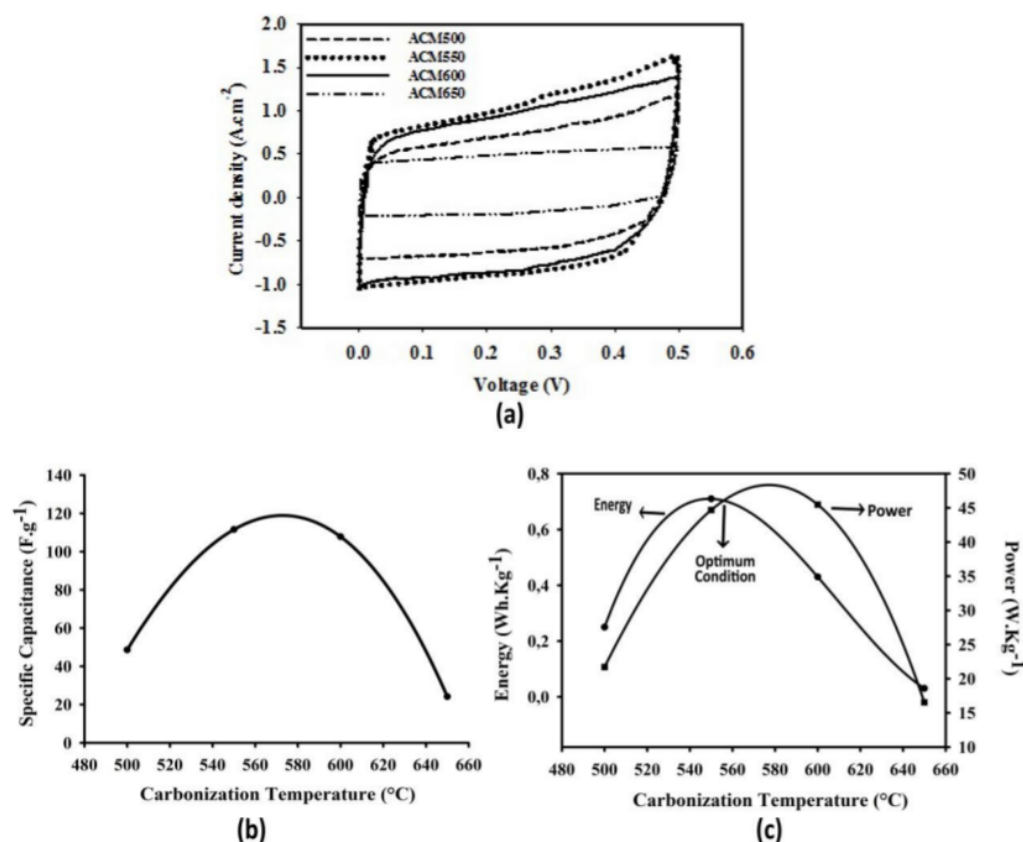 2.0
1.5
1.0
0.5
0.0
-0.5
-1.0
-1.5
Current density (A.cm-2)
ACM500
ACM550
ACM600
ACM650
0.0 0.1 0.2 0.3 0.4 0.5 0.6
Voltage (V)
(a)
140
120
100
80
60
40
20
0
Specific Capacitance (F.g-1)
480 500 520 540 560 580 600 620 640 660
Carbonization Temperature (°C)
(b)
0,8
0,6
0,4
0,2
0,0
Energy (Wh.Kg-1)
Energy
Optimum
Condition
Power
50
45
40
35
30
25
20
15
10
Power (W.Kg-1)
480 500 520 540 560 580 600 620 640 660
Carbonization Temperature (°C)
(c)